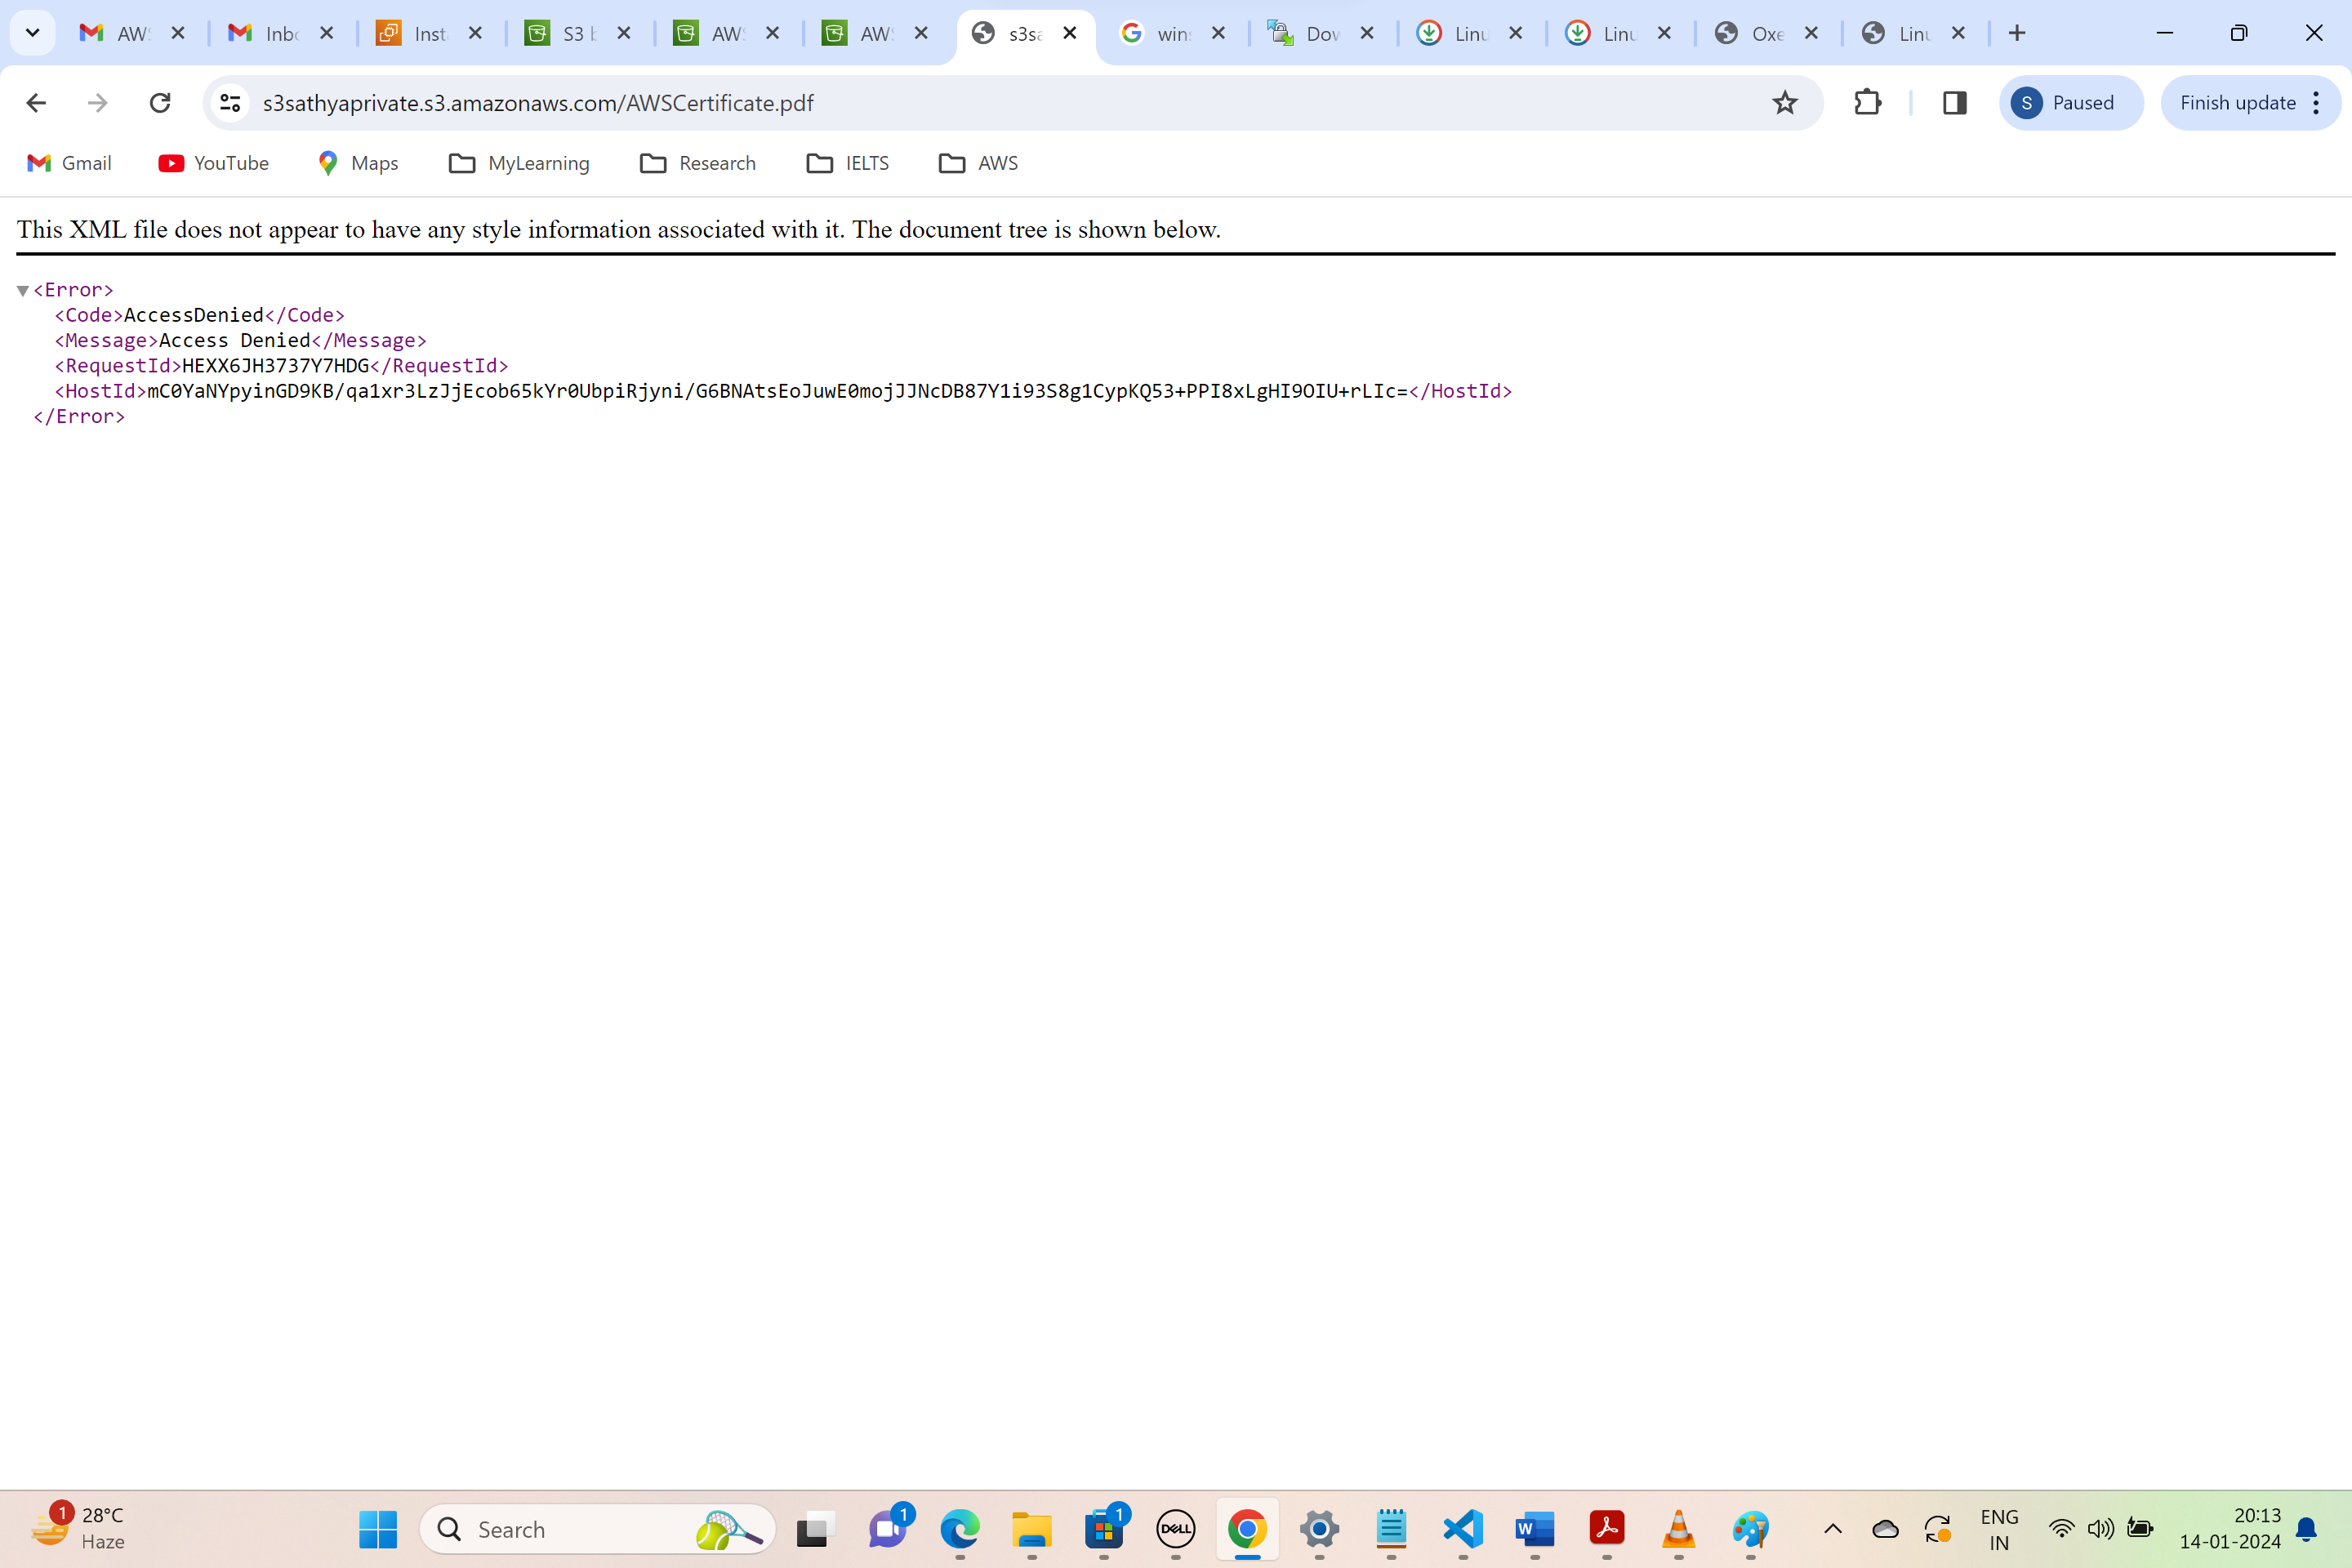 AWS
Inbo
Inst
S3 b
AW
AW
s3sa
win
Dov
Linu
Linu
Oxe
Linu
s3sathyaprivate.s3.amazonaws.com/AWSCertificate.pdf
S
Paused
Finish update
Gmail
YouTube
Maps
MyLearning
Research
IELTS
AWS
This XML file does not appear to have any style information associated with it. The document tree is shown below.
<Error>
<Code>AccessDenied</Code>
<Message>Access Denied</Message>
<RequestId>HEXX6JH3737Y7HDG</RequestId>
<HostId>mC0YaNYpyinGD9KB/qa1xr3LzJjEcob65kYr0UbpiRjyni/G6BNAtsEoJuwE0mojJJNcDB87Y1i93S8g1CypKQ53+PPI8xLgHI9OIU+rLIc=</HostId>
</Error>
1
28°C
Haze
Search
1
1
DELL
W
ENG
IN
20:13
14-01-2024